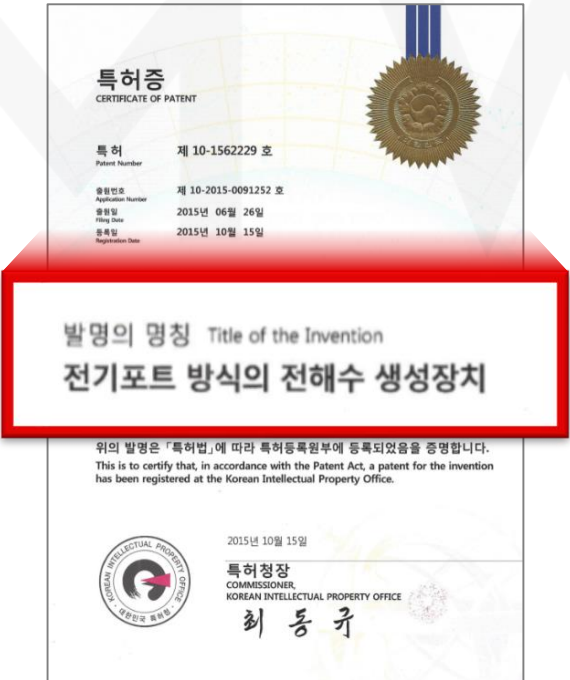 특허증
CERTIFICATE OF PATENT
특 허 제 10-1562229 호
Patent Number
출원번호 제 10-2015-0091252 호
Application Number
출원일 2015년 06월 26일
Filing Date
등록일 2015년 10월 15일
Registration Date
발명의 명칭 Title of the Invention
전기포트 방식의 전해수 생성장치
위의 발명은 「특허법」에 따라 특허등록원부에 등록되었음을 증명합니다.
This is to certify that, in accordance with the Patent Act, a patent for the invention
has been registered at the Korean Intellectual Property Office.
2015년 10월 15일
특허청장
COMMISSIONER,
KOREAN INTELLECTUAL PROPERTY OFFICE
최 동 규
KOREAN INTELLECTUAL PROPERTY OFFICE
대한민국 특허청